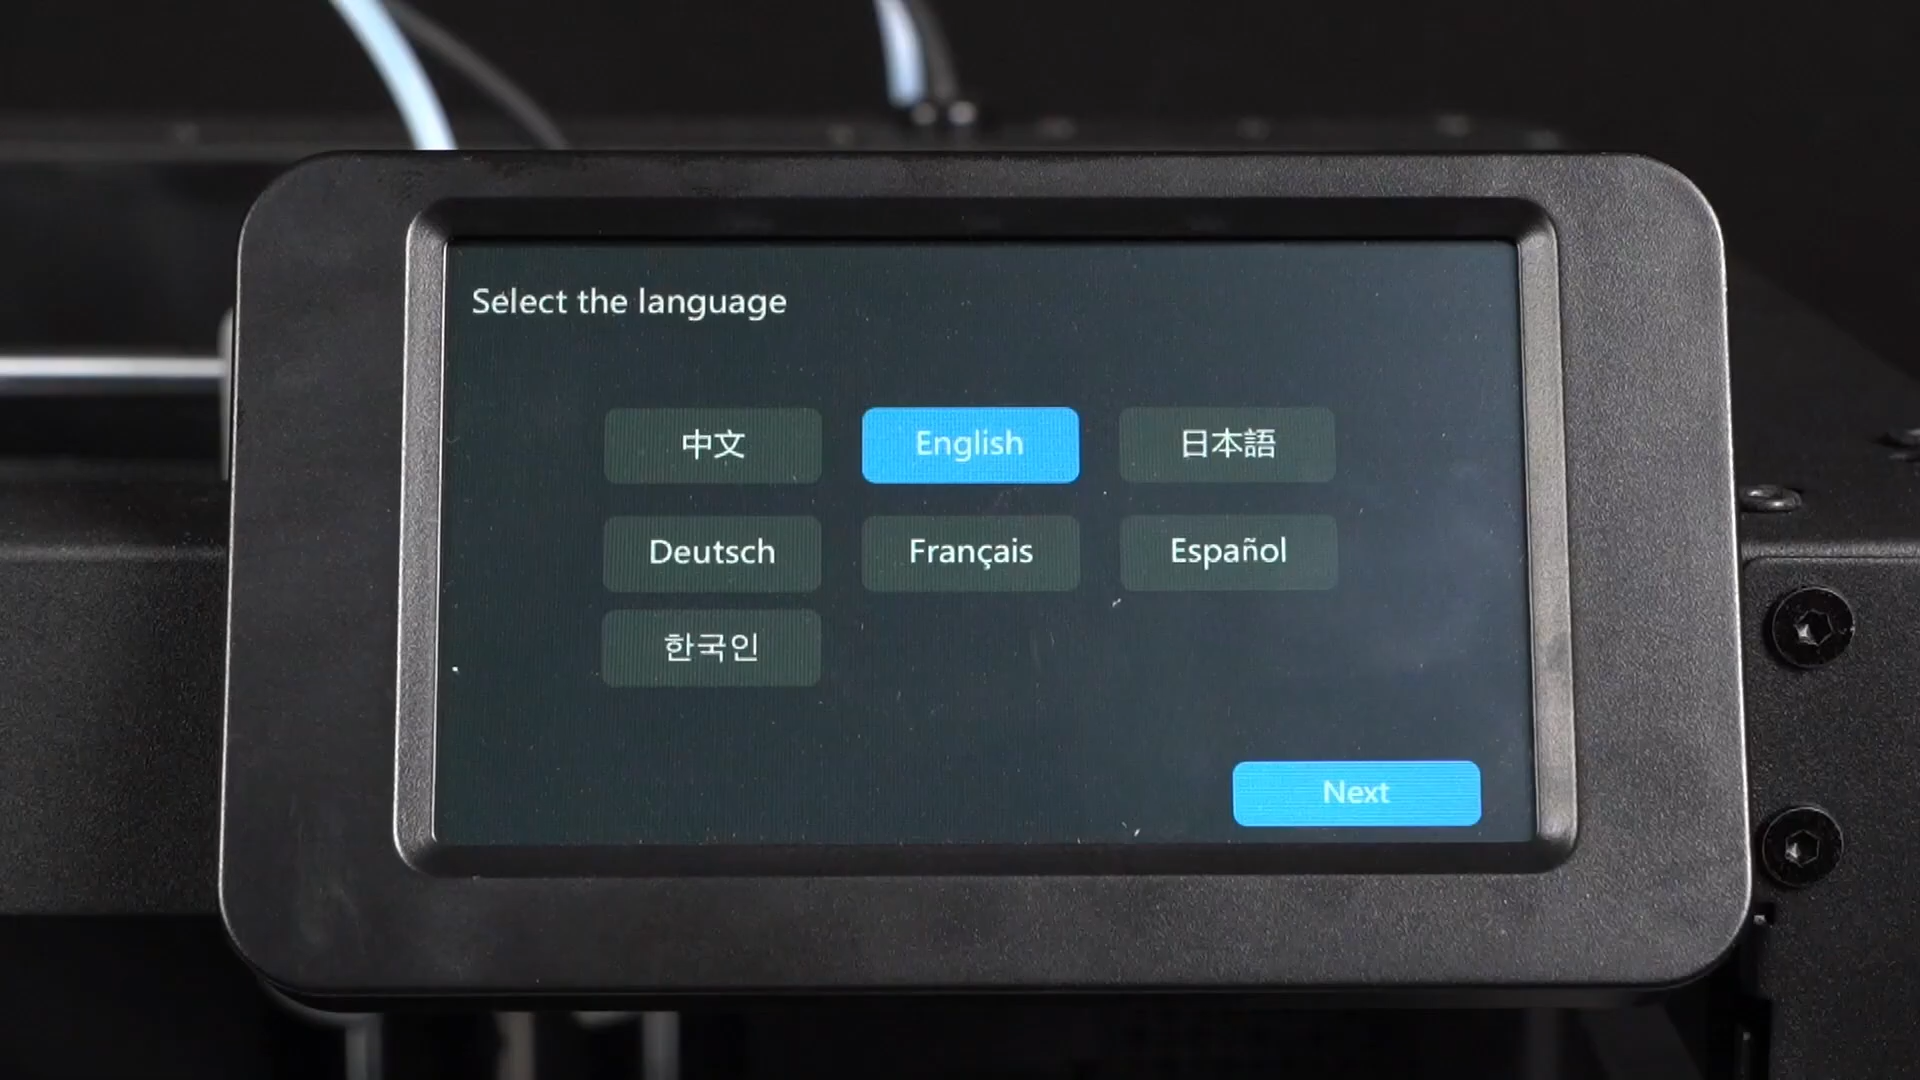 Select the language
中文
English
日本語
Deutsch
Français
Español
한국인
Next